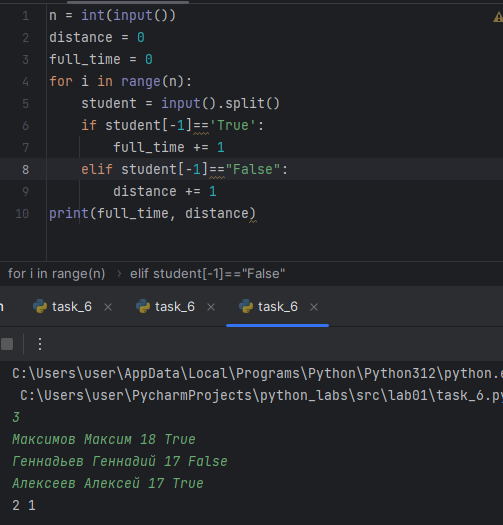 1 n = int(input())
2 distance = 0
3 full_time = 0
4 for i in range(n):
5 student = input().split()
6 if student[-1]=='True':
7 full_time += 1
8 elif student[-1]=="False":
9 distance += 1
10 print(full_time, distance)
for i in range(n) › elif student[-1]=="False"
task_6 × task_6 × task_6 ×
C:\Users\user\AppData\Local\Programs\Python\Python312\python.e
C:\Users\user\PycharmProjects\python_labs\src\lab01\task_6.py
3
Максимов Максим 18 True
Геннадьев Геннадий 17 False
Алексеев Алексей 17 True
2 1